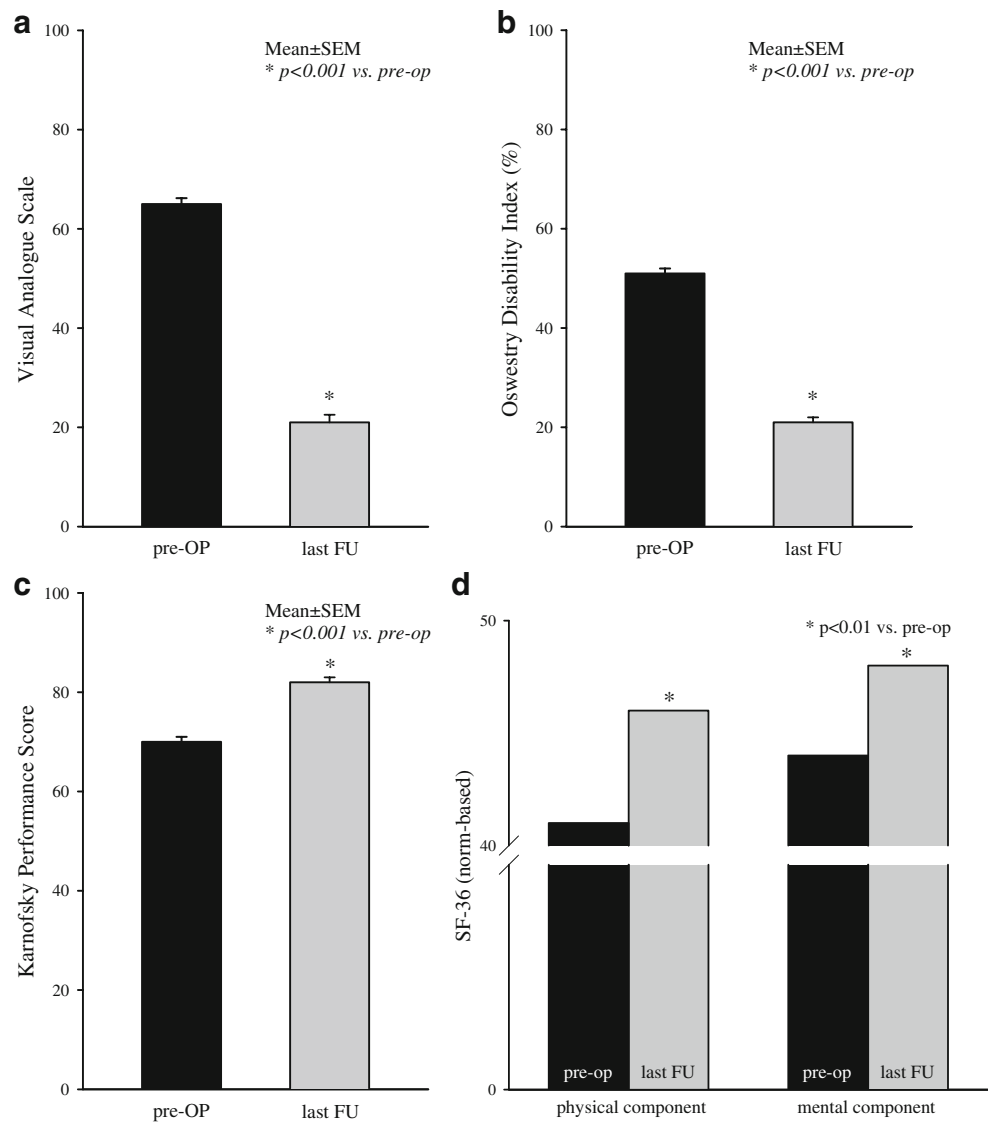 a
Visual Analogue Scale
100
80
60
40
20
0
Mean±SEM
* p<0.001 vs. pre-op
*
pre-OP
last FU
b
Oswestry Disability Index (%)
100
80
60
40
20
0
Mean±SEM
* p<0.001 vs. pre-op
*
pre-OP
last FU
c
Karnofsky Performance Score
100
80
60
40
20
0
Mean±SEM
* p<0.001 vs. pre-op
*
pre-OP
last FU
d
SF-36 (norm-based)
50
40
0
* p<0.01 vs. pre-op
*
*
pre-op
last FU
pre-op
last FU
physical component
mental component